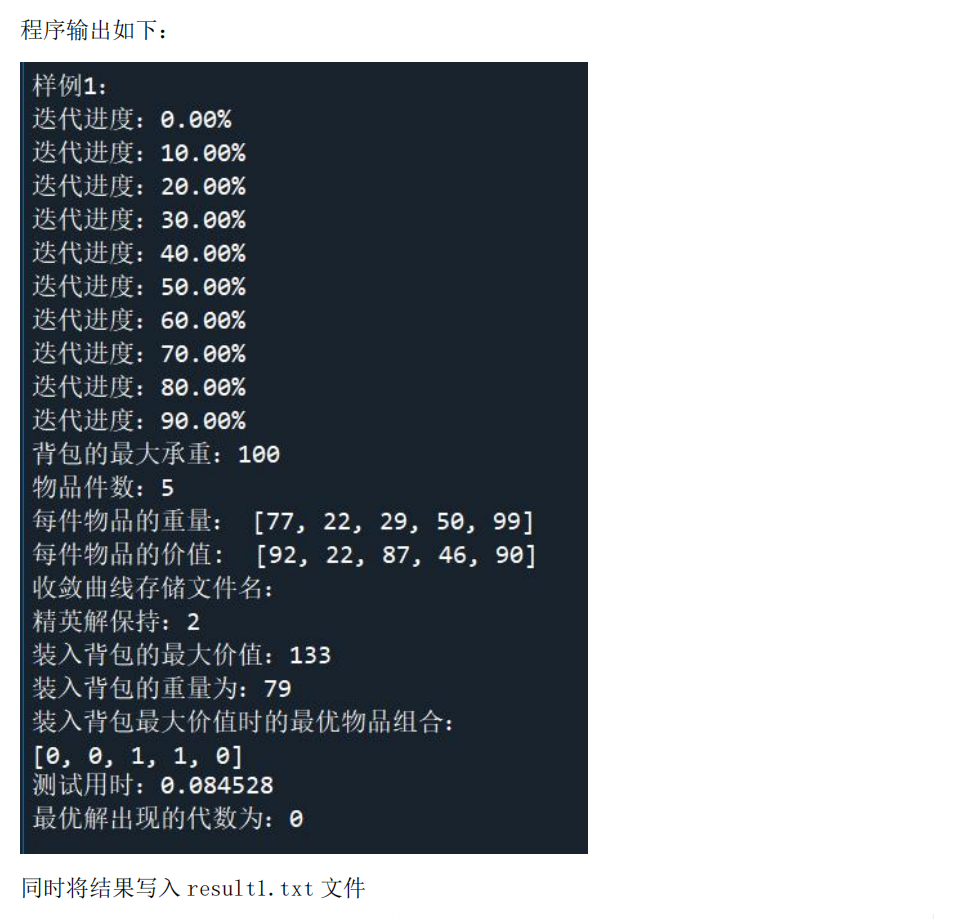 程序输出如下：
样例1：
迭代进度：0.00%
迭代进度：10.00%
迭代进度：20.00%
迭代进度：30.00%
迭代进度：40.00%
迭代进度：50.00%
迭代进度：60.00%
迭代进度：70.00%
迭代进度：80.00%
迭代进度：90.00%
背包的最大承重：100
物品件数：5
每件物品的重量： [77, 22, 29, 50, 99]
每件物品的价值： [92, 22, 87, 46, 90]
收敛曲线存储文件名：
精英解保持：2
装入背包的最大价值：133
装入背包的重量为：79
装入背包最大价值时的最优物品组合：
[0, 0, 1, 1, 0]
测试用时：0.084528
最优解出现的代数为：0
同时将结果写入 result1.txt 文件